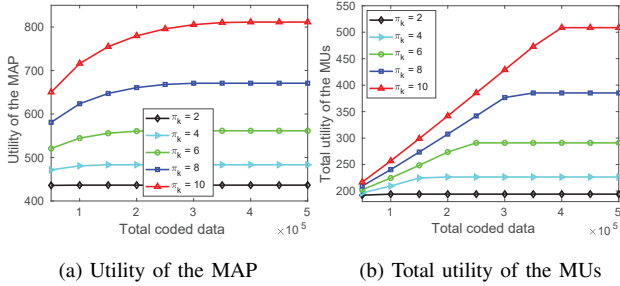 800
700
600
500
400
Utility of the MAP
π_k = 2
π_k = 4
π_k = 6
π_k = 8
π_k = 10
1 2 3 4 5
Total coded data ×10^5
(a) Utility of the MAP
550
500
450
400
350
300
250
200
Total utility of the MUs
π_k = 2
π_k = 4
π_k = 6
π_k = 8
π_k = 10
1 2 3 4 5
Total coded data ×10^5
(b) Total utility of the MUs